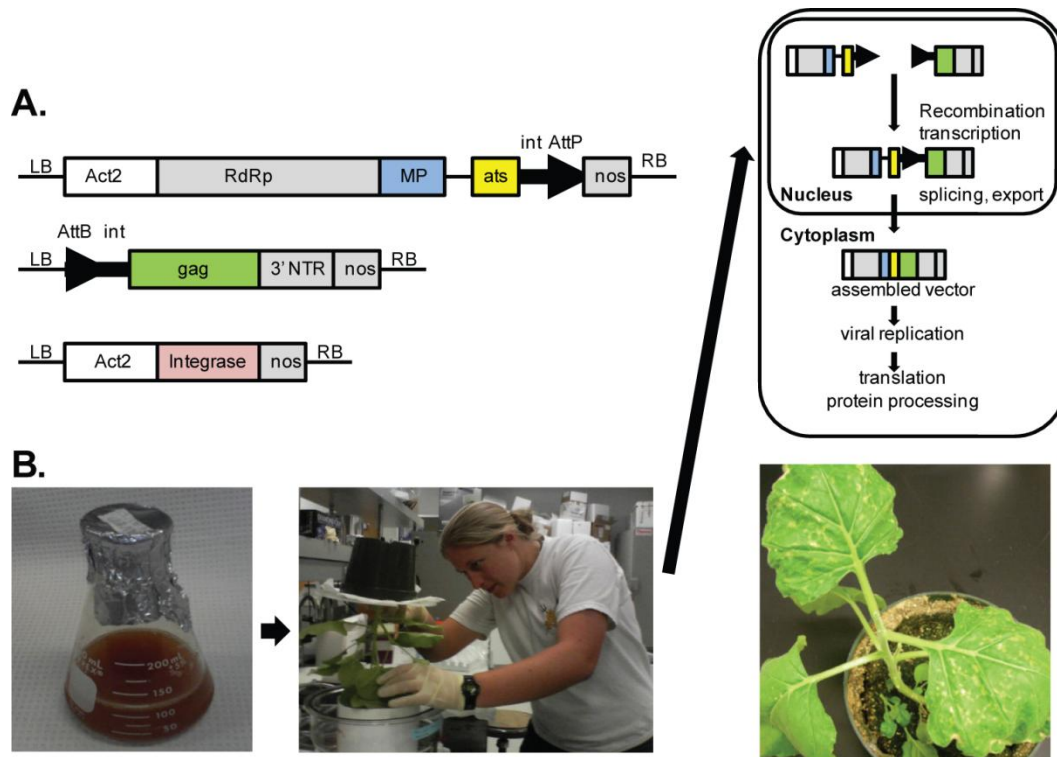 A.
int AttP
LB Act2 RdRp MP ats nos RB
AttB int
LB gag 3' NTR nos RB
LB Act2 Integrase nos RB
Recombination
transcription
Nucleus splicing, export
Cytoplasm
assembled vector
viral replication
translation
protein processing
B.
200 mL
150
100
50